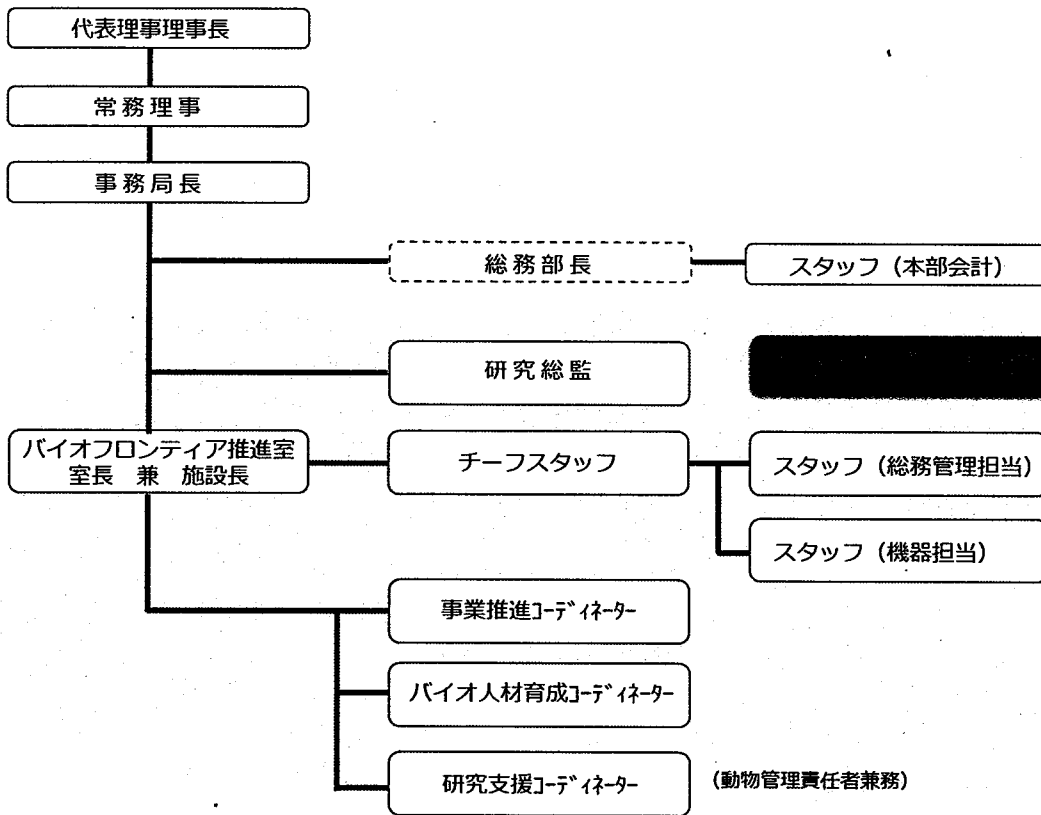 代表理事理事長
常務理事
事務局長
総務部長
スタッフ（本部会計）
研究総監
バイオフロンティア推進室
室長　兼　施設長
チーフスタッフ
スタッフ（総務管理担当）
スタッフ（機器担当）
事業推進ｺｰﾃﾞｨﾈｰﾀｰ
バイオ人材育成ｺｰﾃﾞｨﾈｰﾀｰ
研究支援ｺｰﾃﾞｨﾈｰﾀｰ
（動物管理責任者兼務）